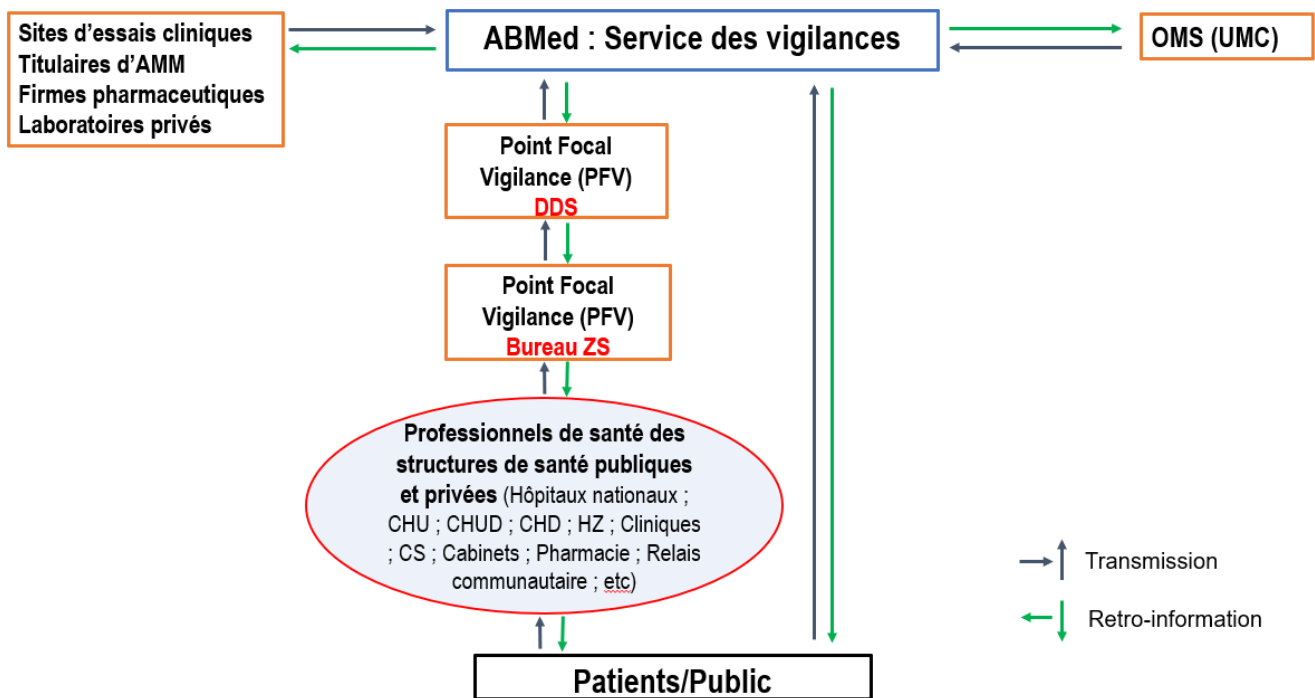 Sites d’essais cliniques
Titulaires d’AMM
Firmes pharmaceutiques
Laboratoires privés
ABMed : Service des vigilances
OMS (UMC)
Point Focal
Vigilance (PFV)
DDS
Point Focal
Vigilance (PFV)
Bureau ZS
Professionnels de santé des
structures de santé publiques
et privées (Hôpitaux nationaux ;
CHU ; CHUD ; CHD ; HZ ; Cliniques
; CS ; Cabinets ; Pharmacie ; Relais
communautaire ; etc)
Transmission
Retro-information
Patients/Public